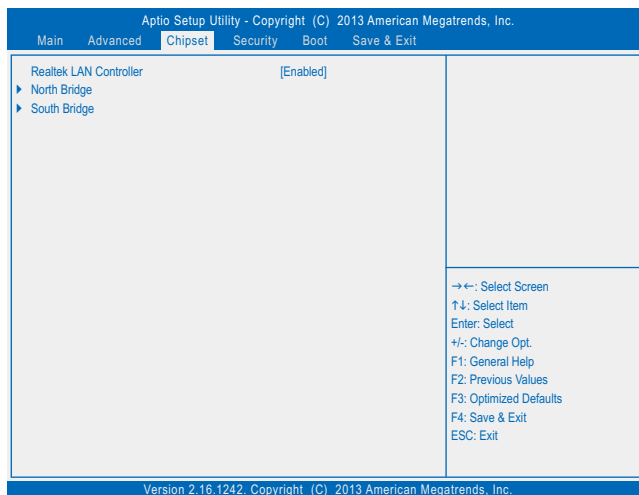 Aptio Setup Utility - Copyright (C) 2013 American Megatrends, Inc.
Main Advanced Chipset Security Boot Save & Exit
Realtek LAN Controller [Enabled]
North Bridge
South Bridge
→←: Select Screen
↑↓: Select Item
Enter: Select
+/-: Change Opt.
F1: General Help
F2: Previous Values
F3: Optimized Defaults
F4: Save & Exit
ESC: Exit
Version 2.16.1242. Copyright (C) 2013 American Megatrends, Inc.